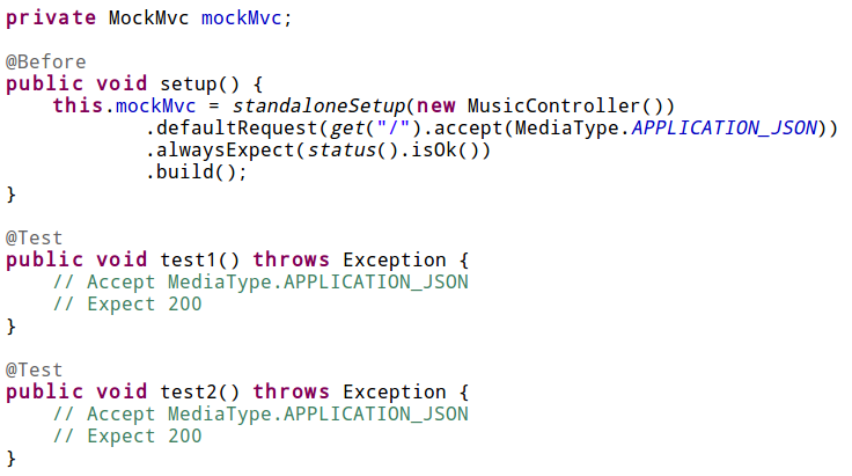 private MockMvc mockMvc;
@Before
public void setup() {
    this.mockMvc = standaloneSetup(new MusicController())
            .defaultRequest(get("/").accept(MediaType.APPLICATION_JSON))
            .alwaysExpect(status().isOk())
            .build();
}
@Test
public void test1() throws Exception {
    // Accept MediaType.APPLICATION_JSON
    // Expect 200
}
@Test
public void test2() throws Exception {
    // Accept MediaType.APPLICATION_JSON
    // Expect 200
}